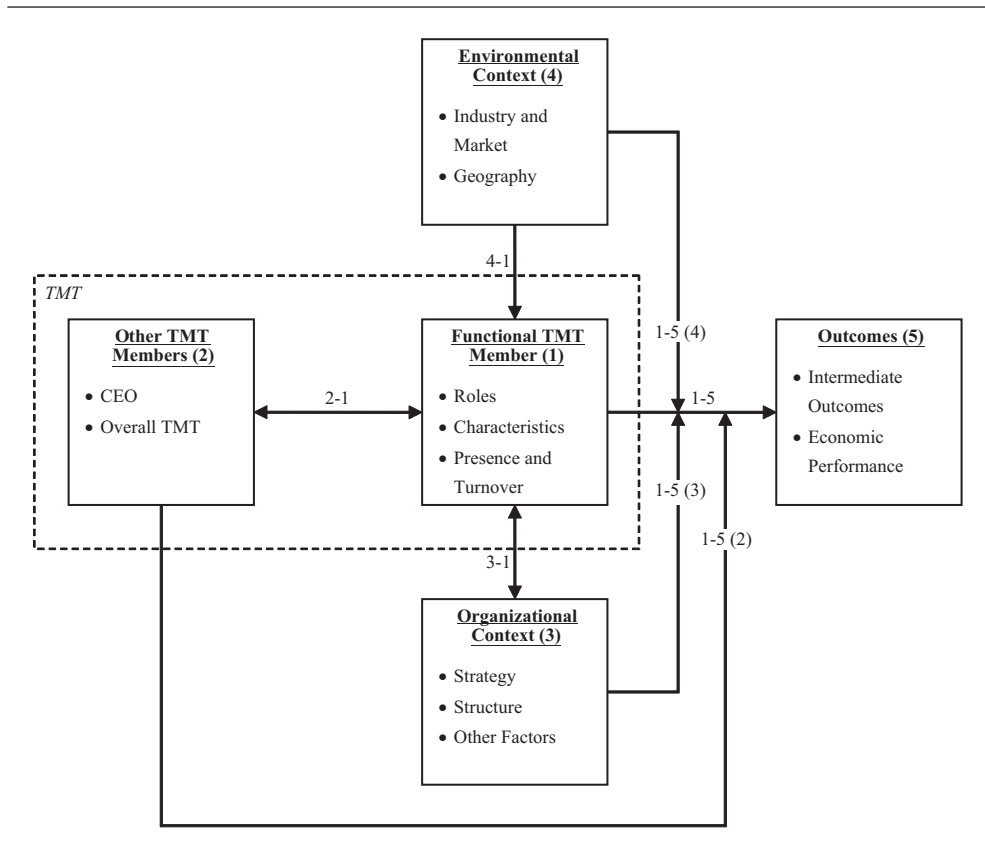 Environmental
Context (4)
• Industry and
Market
• Geography
4-1
TMT
Other TMT
Members (2)
• CEO
• Overall TMT
2-1
Functional TMT
Member (1)
• Roles
• Characteristics
• Presence and
Turnover
1-5 (4)
1-5
Outcomes (5)
• Intermediate
Outcomes
• Economic
Performance
1-5 (3)
1-5 (2)
3-1
Organizational
Context (3)
• Strategy
• Structure
• Other Factors